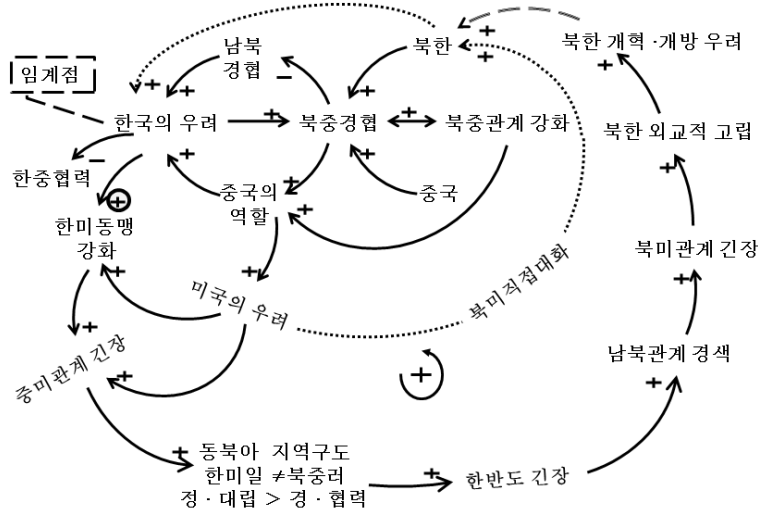 남북
경협
북한
북한 개혁·개방 우려
임계점
한국의 우려
북중경협
북중관계 강화
북한 외교적 고립
한중협력
중국의
역할
중국
한미동맹
강화
북미관계 긴장
미국의 우려
북미직접대화
중미관계 긴장
남북관계 경색
동북아 지역구도
한미일 ≠북중러
정·대립 > 경·협력
한반도 긴장